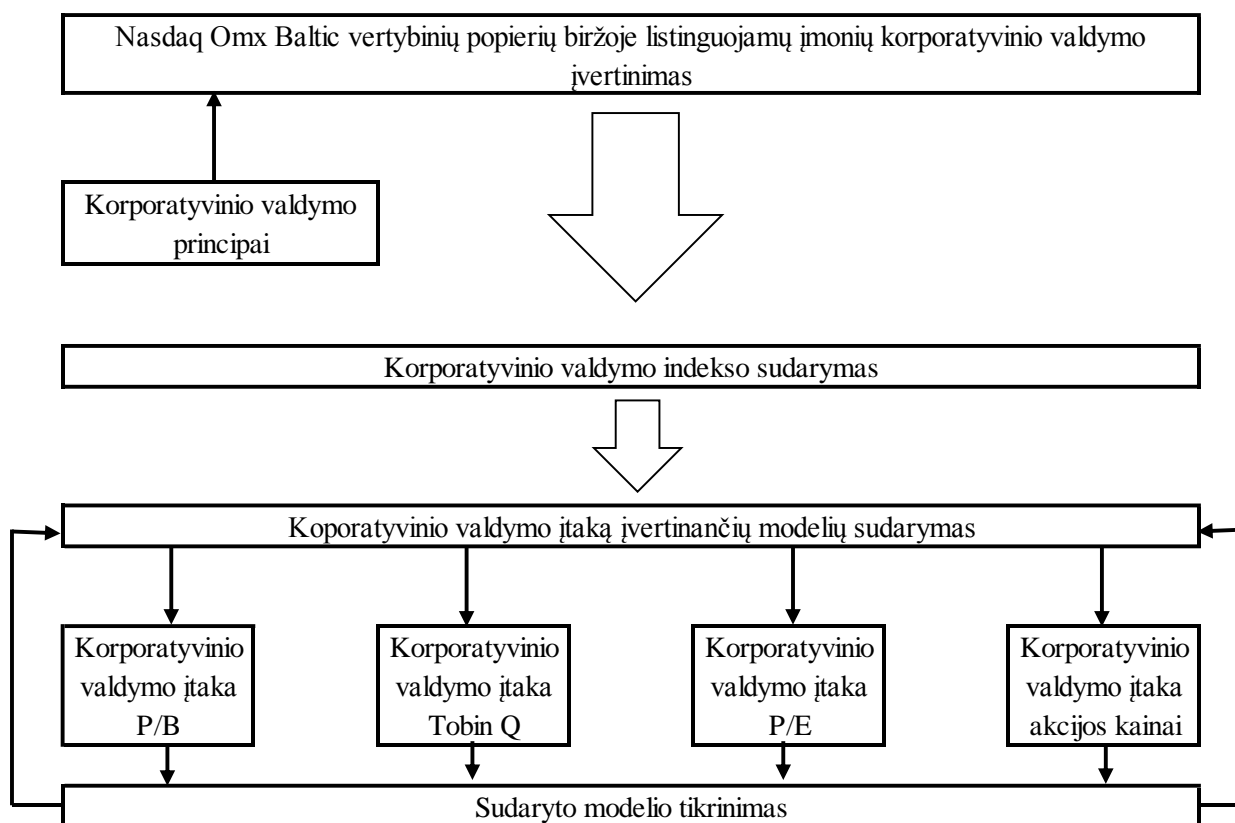 Nasdaq Omx Baltic vertybinių popierių biržoje listinguojamų įmonių korporatyvinio valdymo
įvertinimas
Korporatyvinio valdymo
principai
Korporatyvinio valdymo indekso sudarymas
Koporatyvinio valdymo įtaką įvertinančių modelių sudarymas
Korporatyvinio
valdymo įtaka
P/B
Korporatyvinio
valdymo įtaka
Tobin Q
Korporatyvinio
valdymo įtaka
P/E
Korporatyvinio
valdymo įtaka
akcijos kainai
Sudaryto modelio tikrinimas